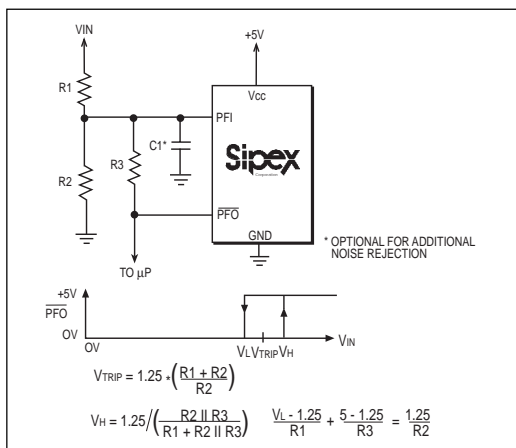 VIN
+5V
R1
Vcc
PFI
C1*
R3
R2
Sipex
Corporation
PFO
GND
* OPTIONAL FOR ADDITIONAL
NOISE REJECTION
TO µP
+5V
PFO
OV
OV
VL VTRIP VH
VIN
VTRIP = 1.25 * (R1 + R2 / R2)
VH = 1.25 / (R2 II R3 / R1 + R2 II R3)
VL - 1.25 / R1 + 5 - 1.25 / R3 = 1.25 / R2